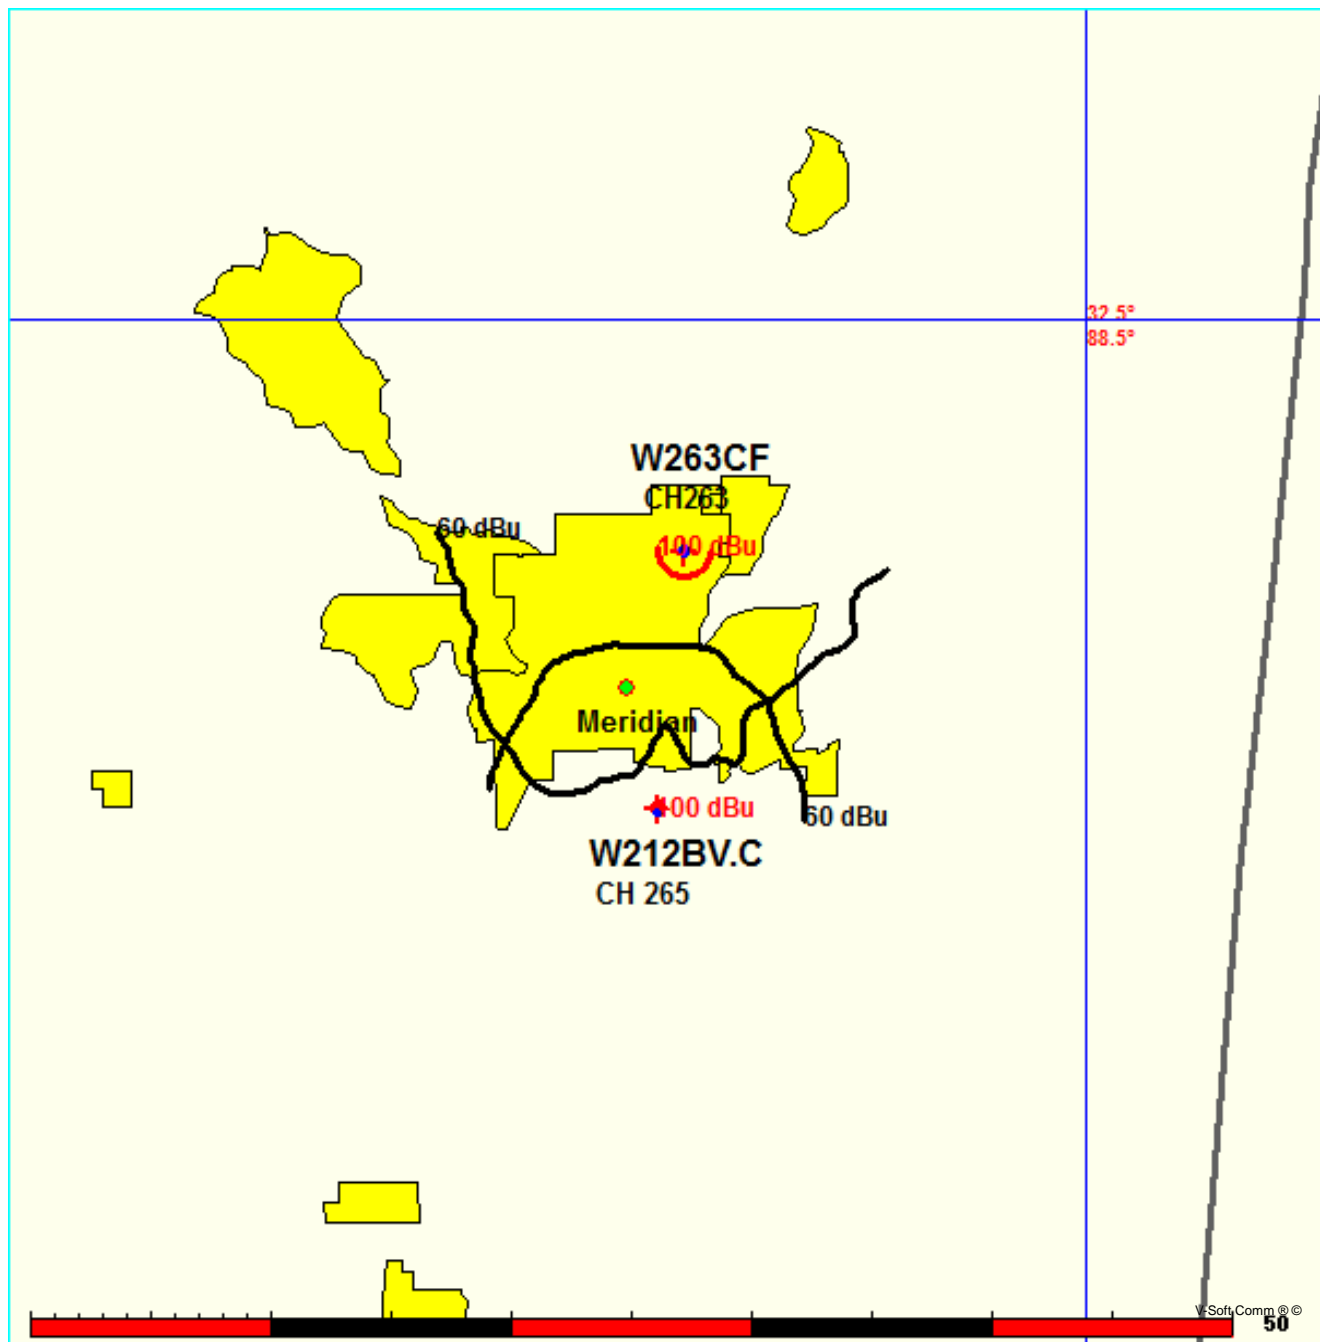 32.5°
88.5°
W263CF
CH263
60 dBu
100 dBu
Meridian
100 dBu
60 dBu
W212BV.C
CH 265
V-Soft Comm ® ©
50